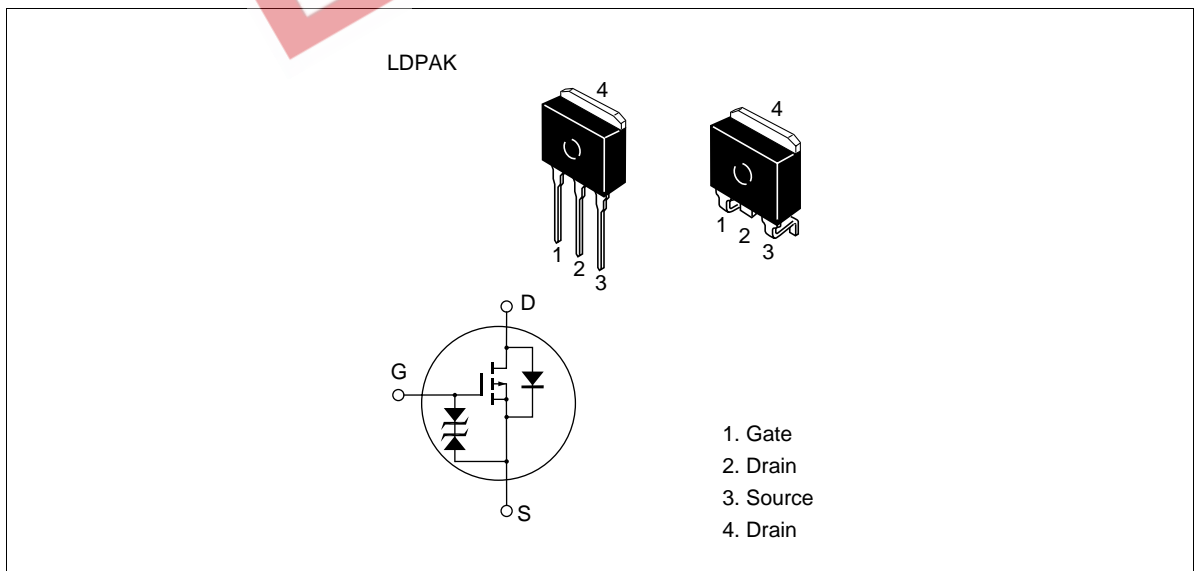 LDPAK
4
4
1
2
3
1
2
3
D
G
S
1. Gate
2. Drain
3. Source
4. Drain